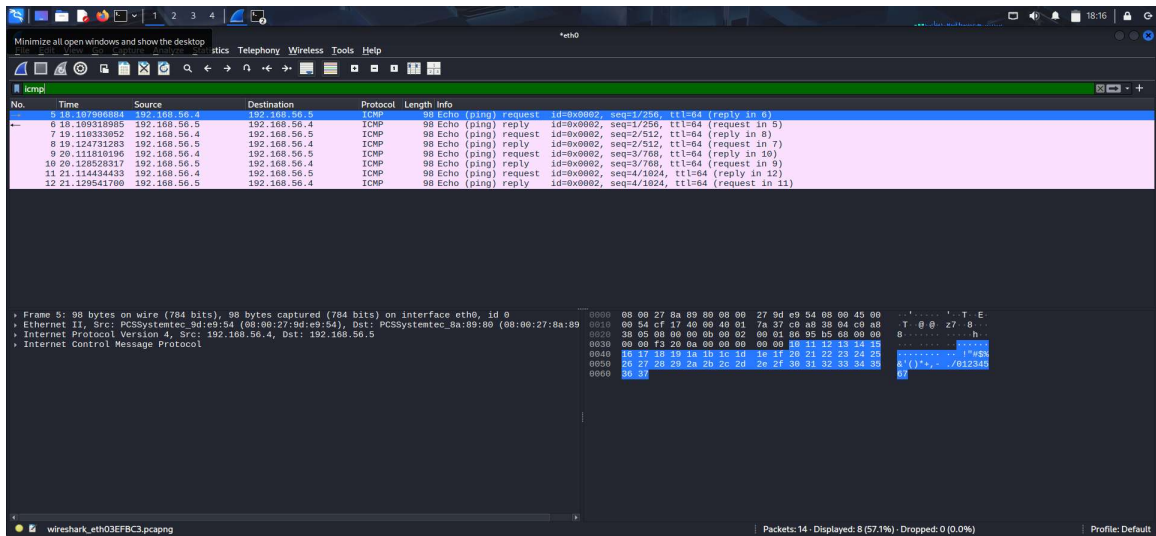 1 2 3 4 18:16
Minimize all open windows and show the desktop
*eth0
File Edit View Go Capture Analyze Statistics Telephony Wireless Tools Help
icmp
No. Time Source Destination Protocol Length Info
5 18.107906884 192.168.56.4 192.168.56.5 ICMP 98 Echo (ping) request id=0x0002, seq=1/256, ttl=64 (reply in 6)
6 18.109318985 192.168.56.5 192.168.56.4 ICMP 98 Echo (ping) reply id=0x0002, seq=1/256, ttl=64 (request in 5)
7 19.110333052 192.168.56.4 192.168.56.5 ICMP 98 Echo (ping) request id=0x0002, seq=2/512, ttl=64 (reply in 8)
8 19.124731283 192.168.56.5 192.168.56.4 ICMP 98 Echo (ping) reply id=0x0002, seq=2/512, ttl=64 (request in 7)
9 20.111810196 192.168.56.4 192.168.56.5 ICMP 98 Echo (ping) request id=0x0002, seq=3/768, ttl=64 (reply in 10)
10 20.128528317 192.168.56.5 192.168.56.4 ICMP 98 Echo (ping) reply id=0x0002, seq=3/768, ttl=64 (request in 9)
11 21.114434433 192.168.56.4 192.168.56.5 ICMP 98 Echo (ping) request id=0x0002, seq=4/1024, ttl=64 (reply in 12)
12 21.129541700 192.168.56.5 192.168.56.4 ICMP 98 Echo (ping) reply id=0x0002, seq=4/1024, ttl=64 (request in 11)
Frame 5: 98 bytes on wire (784 bits), 98 bytes captured (784 bits) on interface eth0, id 0
Ethernet II, Src: PCSSystemtec_9d:e9:54 (08:00:27:9d:e9:54), Dst: PCSSystemtec_8a:89:80 (08:00:27:8a:89
Internet Protocol Version 4, Src: 192.168.56.4, Dst: 192.168.56.5
Internet Control Message Protocol
0000 08 00 27 8a 89 80 08 00 27 9d e9 54 08 00 45 00 ··'····· '··T··E·
0010 00 54 cf 17 40 00 40 01 7a 37 c0 a8 38 04 c0 a8 ·T··@·@· z7··8···
0020 38 05 08 00 00 0b 00 02 00 01 86 95 b5 68 00 00 8······· ·····h··
0030 00 00 f3 20 0a 00 00 00 00 00 10 11 12 13 14 15 ··· ···· ········
0040 16 17 18 19 1a 1b 1c 1d 1e 1f 20 21 22 23 24 25 ········ ·· !"#$%
0050 26 27 28 29 2a 2b 2c 2d 2e 2f 30 31 32 33 34 35 &'()*+,- ./012345
0060 36 37 67
wireshark_eth03EFBC3.pcapng Packets: 14 · Displayed: 8 (57.1%) · Dropped: 0 (0.0%) Profile: Default